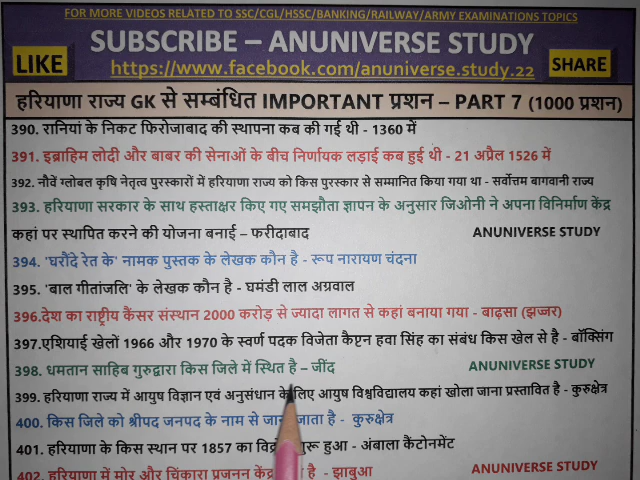 FOR MORE VIDEOS RELATED TO SSC/CGL/HSSC/BANKING/RAILWAY/ARMY EXAMINATIONS TOPICS
LIKE
SUBSCRIBE – ANUNIVERSE STUDY
https://www.facebook.com/anuniverse.study.22
SHARE
हरियाणा राज्य GK से सम्बंधित IMPORTANT प्रशन – PART 7 (1000 प्रशन)
390. रानियां के निकट फिरोजाबाद की स्थापना कब की गई थी - 1360 में
391. इब्राहिम लोदी और बाबर की सेनाओं के बीच निर्णायक लड़ाई कब हुई थी - 21 अप्रैल 1526 में
392. नौवें ग्लोबल कृषि नेतृत्व पुरस्कारों में हरियाणा राज्य को किस पुरस्कार से सम्मानित किया गया था - सर्वोत्तम बागवानी राज्य
393. हरियाणा सरकार के साथ हस्ताक्षर किए गए समझौता ज्ञापन के अनुसार जिओनी ने अपना विनिर्माण केंद्र
कहां पर स्थापित करने की योजना बनाई – फरीदाबाद ANUNIVERSE STUDY
394. 'घरौंदे रेत के' नामक पुस्तक के लेखक कौन है - रूप नारायण चंदना
395. 'बाल गीतांजलि' के लेखक कौन है - घमंडी लाल अग्रवाल
396.देश का राष्ट्रीय कैंसर संस्थान 2000 करोड़ से ज्यादा लागत से कहां बनाया गया - बाढ़सा (झज्जर)
397.एशियाई खेलों 1966 और 1970 के स्वर्ण पदक विजेता कैप्टन हवा सिंह का संबंध किस खेल से है - बॉक्सिंग
398. धमतान साहिब गुरुद्वारा किस जिले में स्थित है – जींद ANUNIVERSE STUDY
399. हरियाणा राज्य में आयुष विज्ञान एवं अनुसंधान के लिए आयुष विश्वविद्यालय कहां खोला जाना प्रस्तावित है - कुरुक्षेत्र
400. किस जिले को श्रीपद जनपद के नाम से जाना जाता है - कुरुक्षेत्र
401. हरियाणा के किस स्थान पर 1857 का हुआ - अंबाला कैंटोनमेंट
402. हरियाणा में मोर और चिंकारा प्रजनन केंद्र है - झाबुआ ANUNIVERSE STUDY